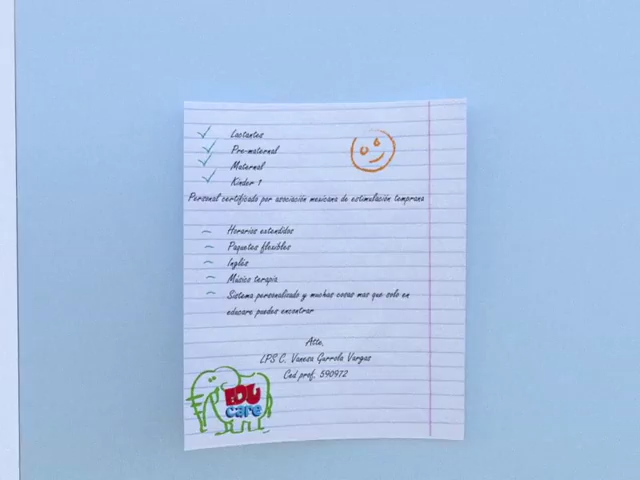 Lactantes
Pre-maternal
Maternal
Kinder 1
Personal certificado por asociación mexicana de estimulación temprana
Horarios extendidos
Paquetes flexibles
Inglés
Música terapia
Sistema personalizado y muchas cosas mas que solo en
educare puedes encontrar
Atte.
LPS C. Vanesa Gurrola Vargas
Ced prof. 590972
EDU
care